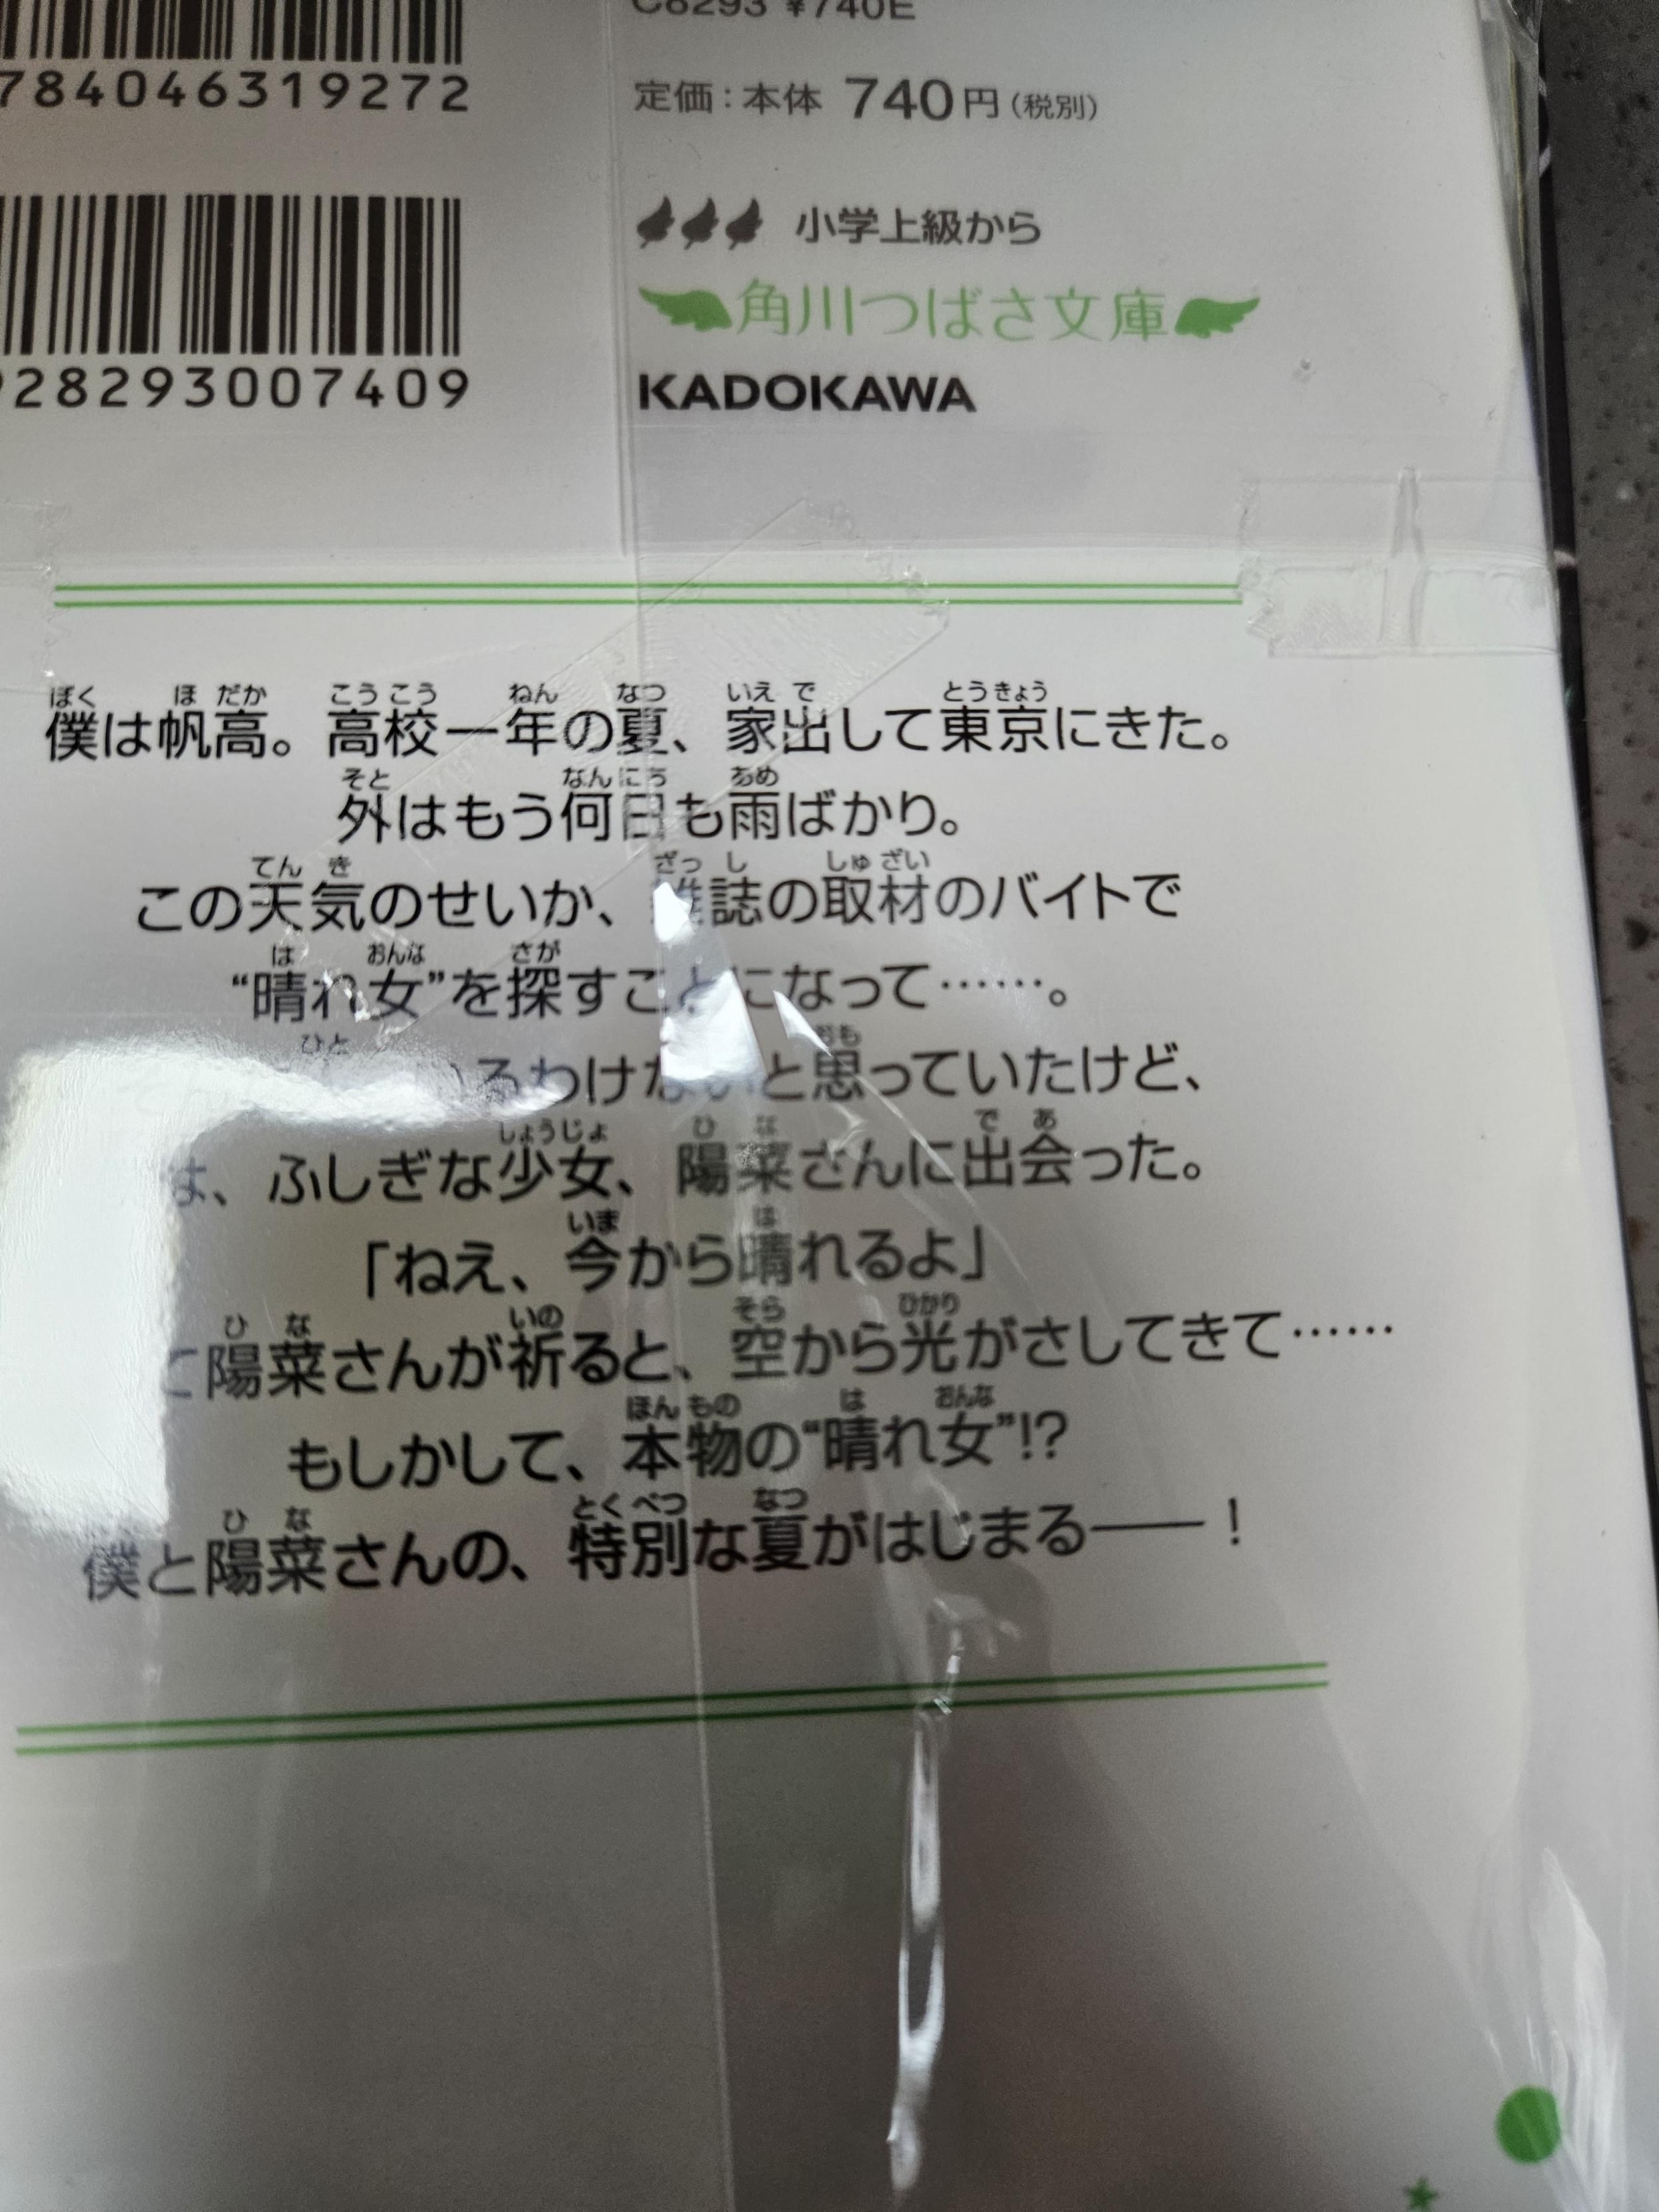 C8293 ¥740E
784046319272
定価：本体 740円（税別）
小学上級から
28293007409
角川つばさ文庫
KADOKAWA
僕は帆高。高校一年の夏、家出して東京にきた。
外はもう何日も雨ばかり。
この天気のせいか、雑誌の取材のバイトで
“晴れ女”を探すことになって……。
るわけないと思っていたけど、
は、ふしぎな少女、陽菜さんに出会った。
「ねえ、今から晴れるよ」
陽菜さんが祈ると、空から光がさしてきて……
もしかして、本物の“晴れ女”!?
僕と陽菜さんの、特別な夏がはじまる──！